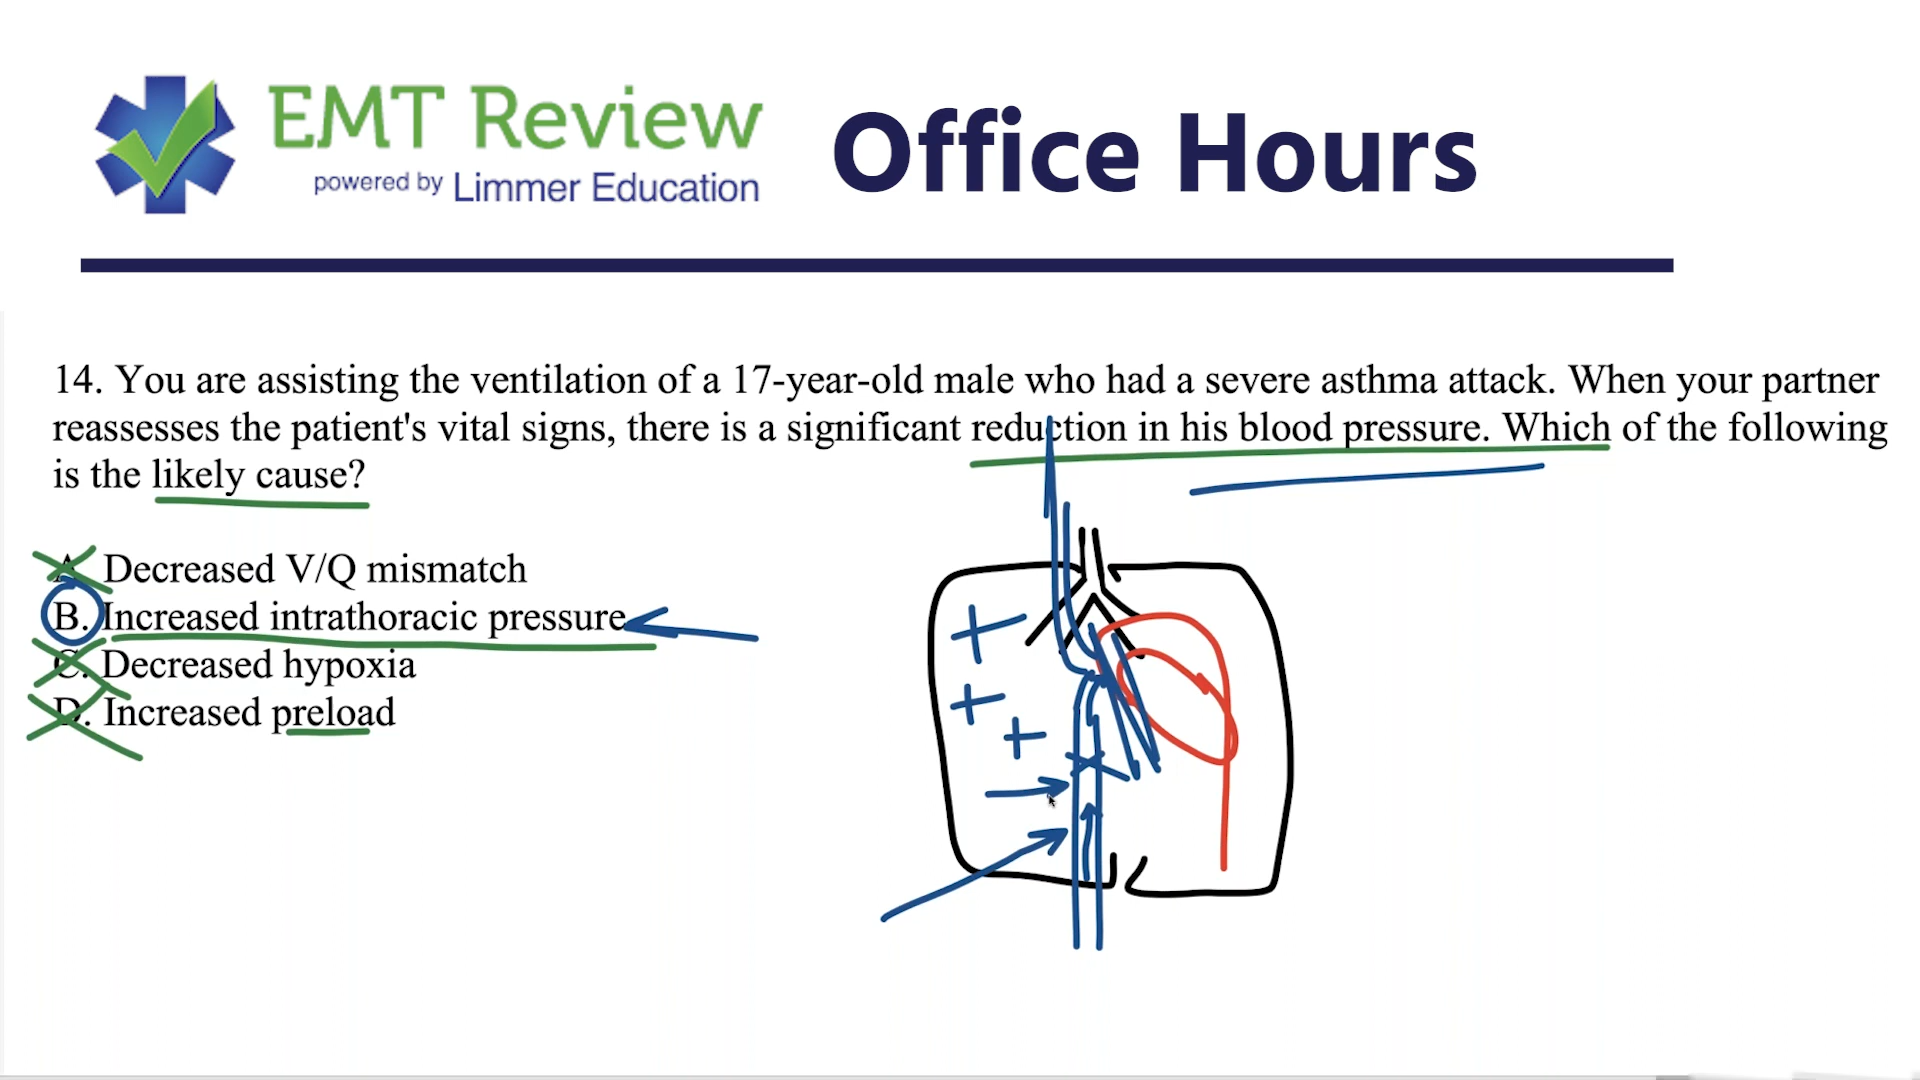 EMT Review
powered by Limmer Education
Office Hours
14. You are assisting the ventilation of a 17-year-old male who had a severe asthma attack. When your partner
reassesses the patient's vital signs, there is a significant reduction in his blood pressure. Which of the following
is the likely cause?
A. Decreased V/Q mismatch
B. Increased intrathoracic pressure
C. Decreased hypoxia
D. Increased preload